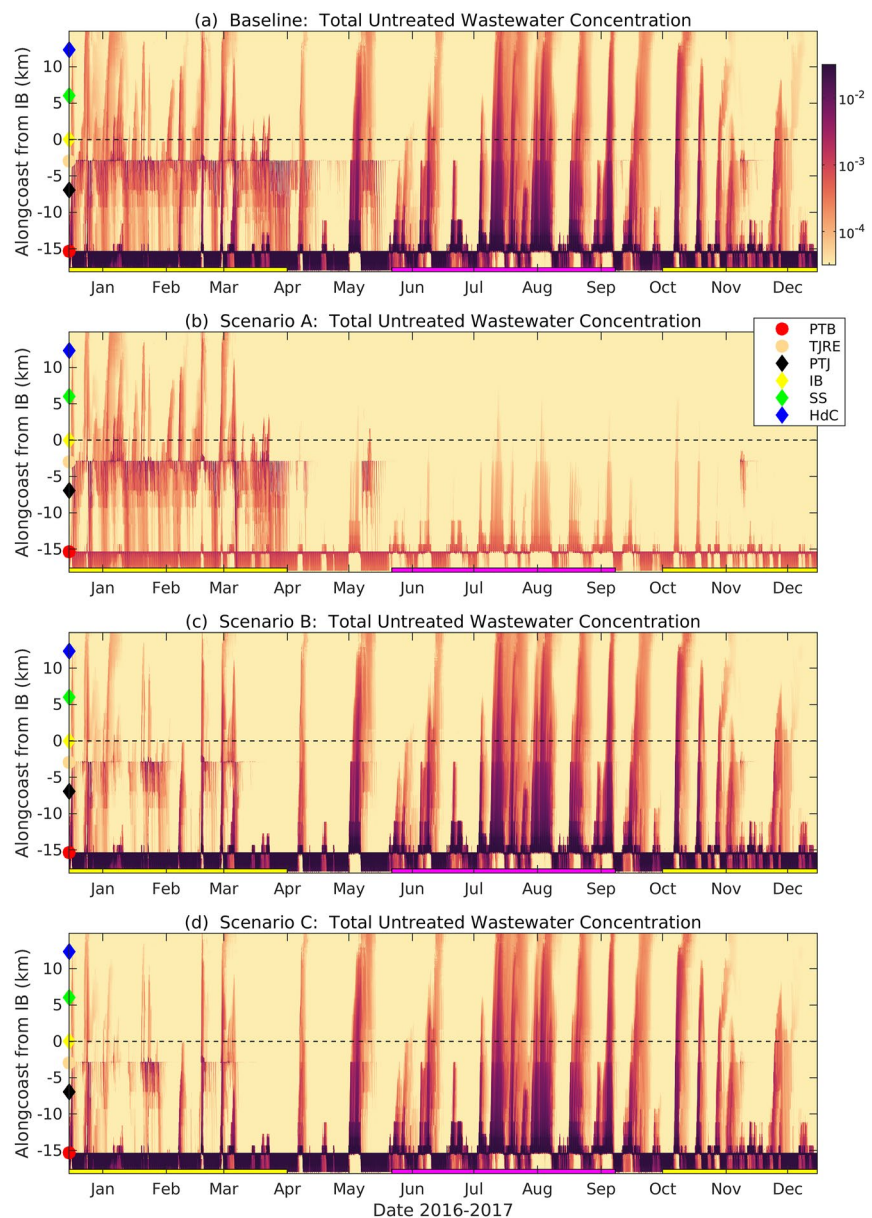 (a) Baseline: Total Untreated Wastewater Concentration
Alongcoast from IB (km)
10
5
0
-5
-10
-15
10⁻²
10⁻³
10⁻⁴
Jan Feb Mar Apr May Jun Jul Aug Sep Oct Nov Dec
(b) Scenario A: Total Untreated Wastewater Concentration
Alongcoast from IB (km)
10
5
0
-5
-10
-15
PTB
TJRE
PTJ
IB
SS
HdC
Jan Feb Mar Apr May Jun Jul Aug Sep Oct Nov Dec
(c) Scenario B: Total Untreated Wastewater Concentration
Alongcoast from IB (km)
10
5
0
-5
-10
-15
Jan Feb Mar Apr May Jun Jul Aug Sep Oct Nov Dec
(d) Scenario C: Total Untreated Wastewater Concentration
Alongcoast from IB (km)
10
5
0
-5
-10
-15
Jan Feb Mar Apr May Jun Jul Aug Sep Oct Nov Dec
Date 2016-2017